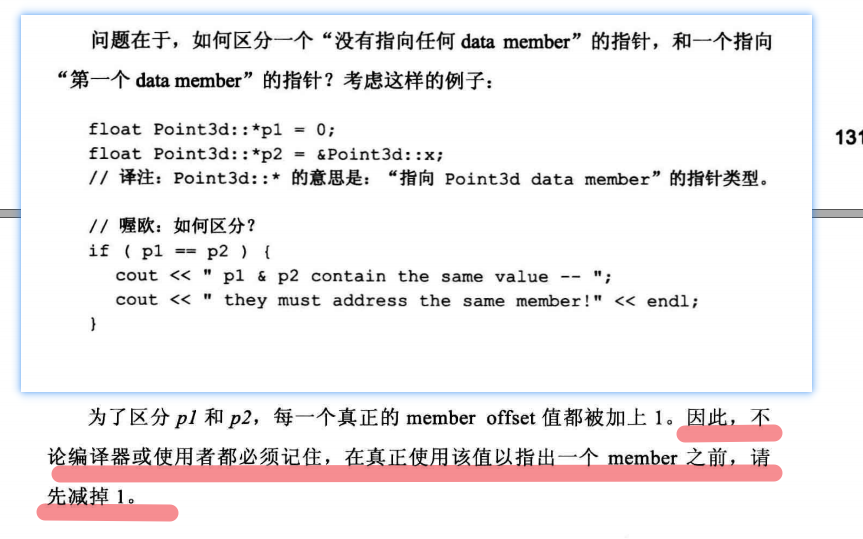 问题在于，如何区分一个“没有指向任何 data member”的指针，和一个指向
“第一个 data member”的指针？考虑这样的例子：
float Point3d::*p1 = 0;
float Point3d::*p2 = &Point3d::x;
// 译注：Point3d::* 的意思是：“指向 Point3d data member”的指针类型。
131
// 喔欧：如何区分？
if ( p1 == p2 ) {
cout << " p1 & p2 contain the same value -- ";
cout << " they must address the same member!" << endl;
}
为了区分 p1 和 p2，每一个真正的 member offset 值都被加上 1。因此，不
论编译器或使用者都必须记住，在真正使用该值以指出一个 member 之前，请
先减掉 1。